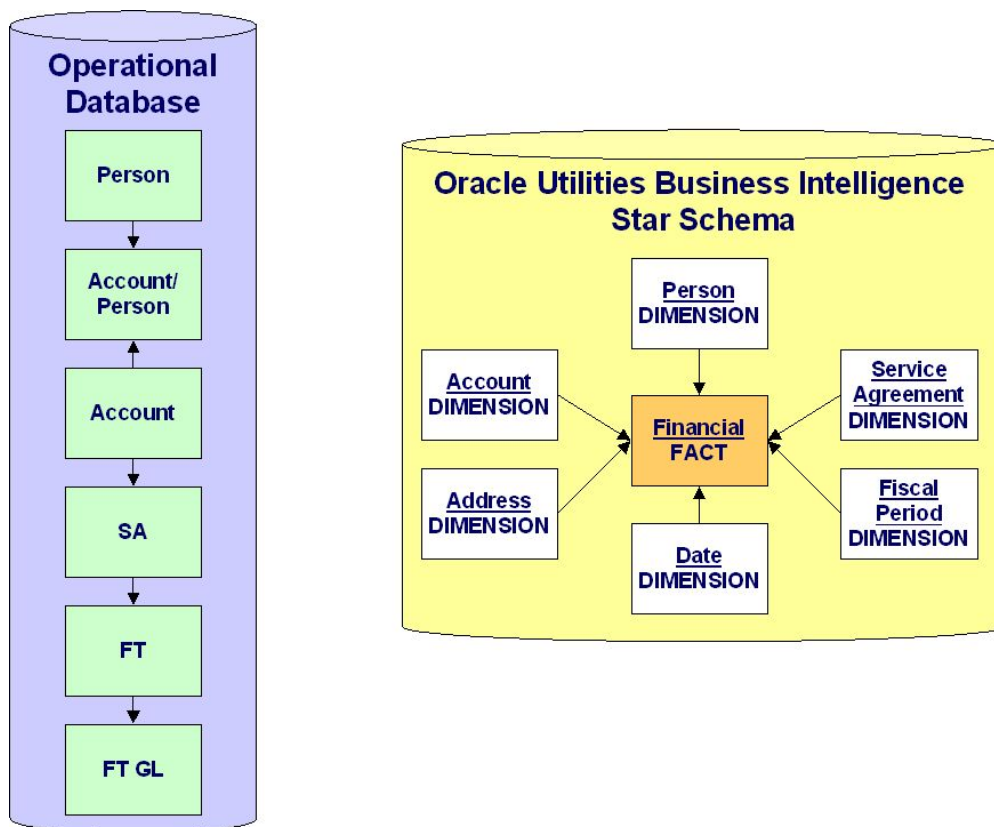 Operational
Database
Person
Account/
Person
Account
SA
FT
FT GL
Oracle Utilities Business Intelligence
Star Schema
Person
DIMENSION
Account
DIMENSION
Service
Agreement
DIMENSION
Financial
FACT
Address
DIMENSION
Fiscal
Period
DIMENSION
Date
DIMENSION